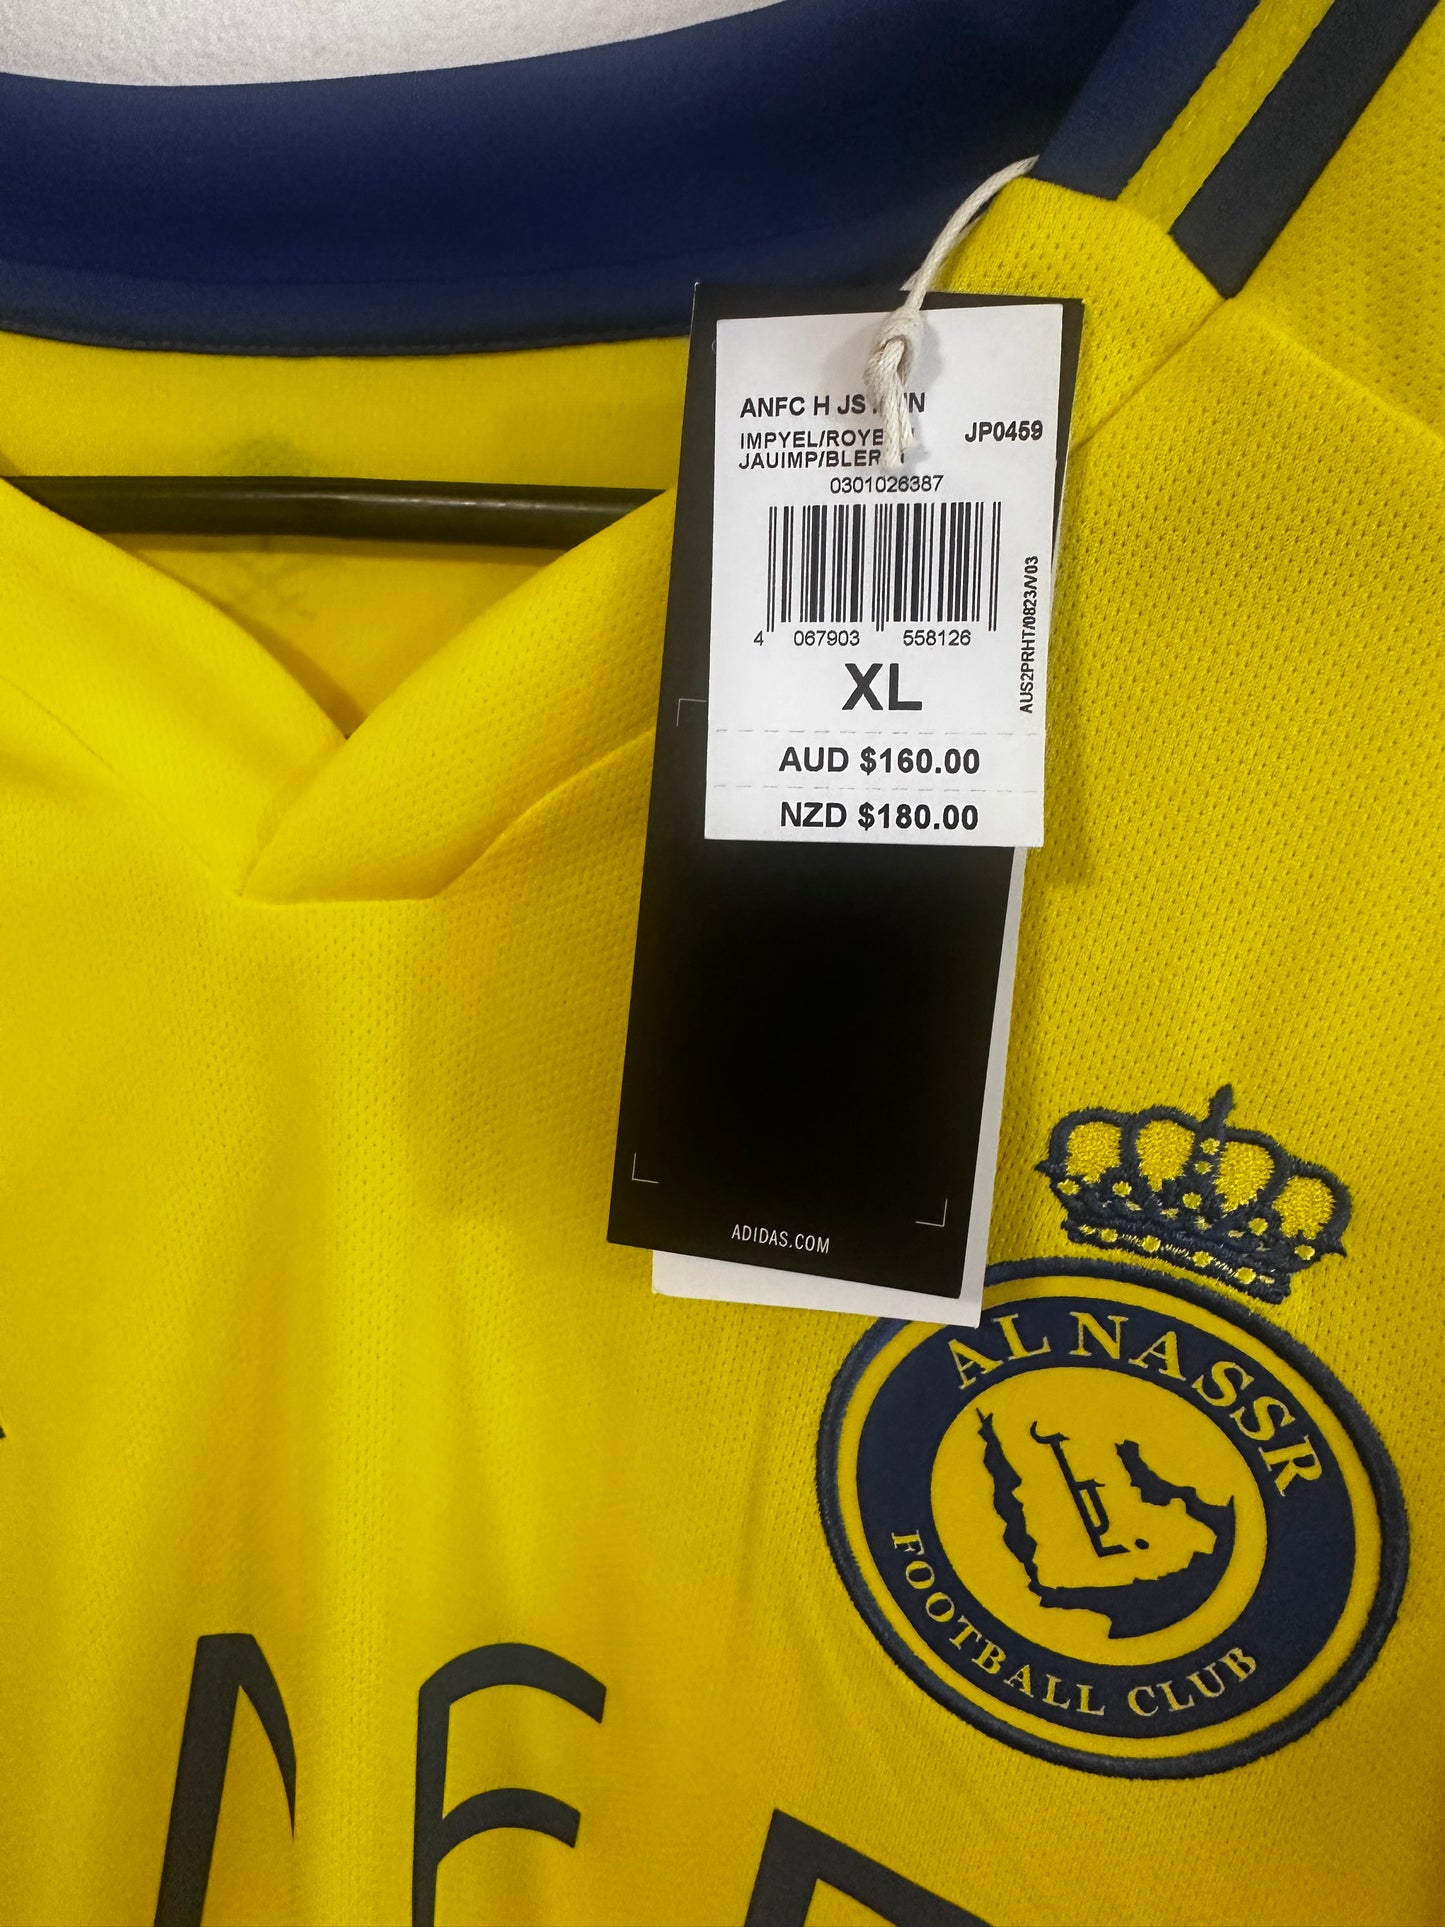 ANFC H JS
JP0459
IMPYEL/ROYB
JAUIMP/BLER
0301026387
4 067903 558126
AUS2PRHT/0823/V03
XL
AUD $160.00
NZD $180.00
ADIDAS.COM
AL NASSR
FOOTBALL CLUB